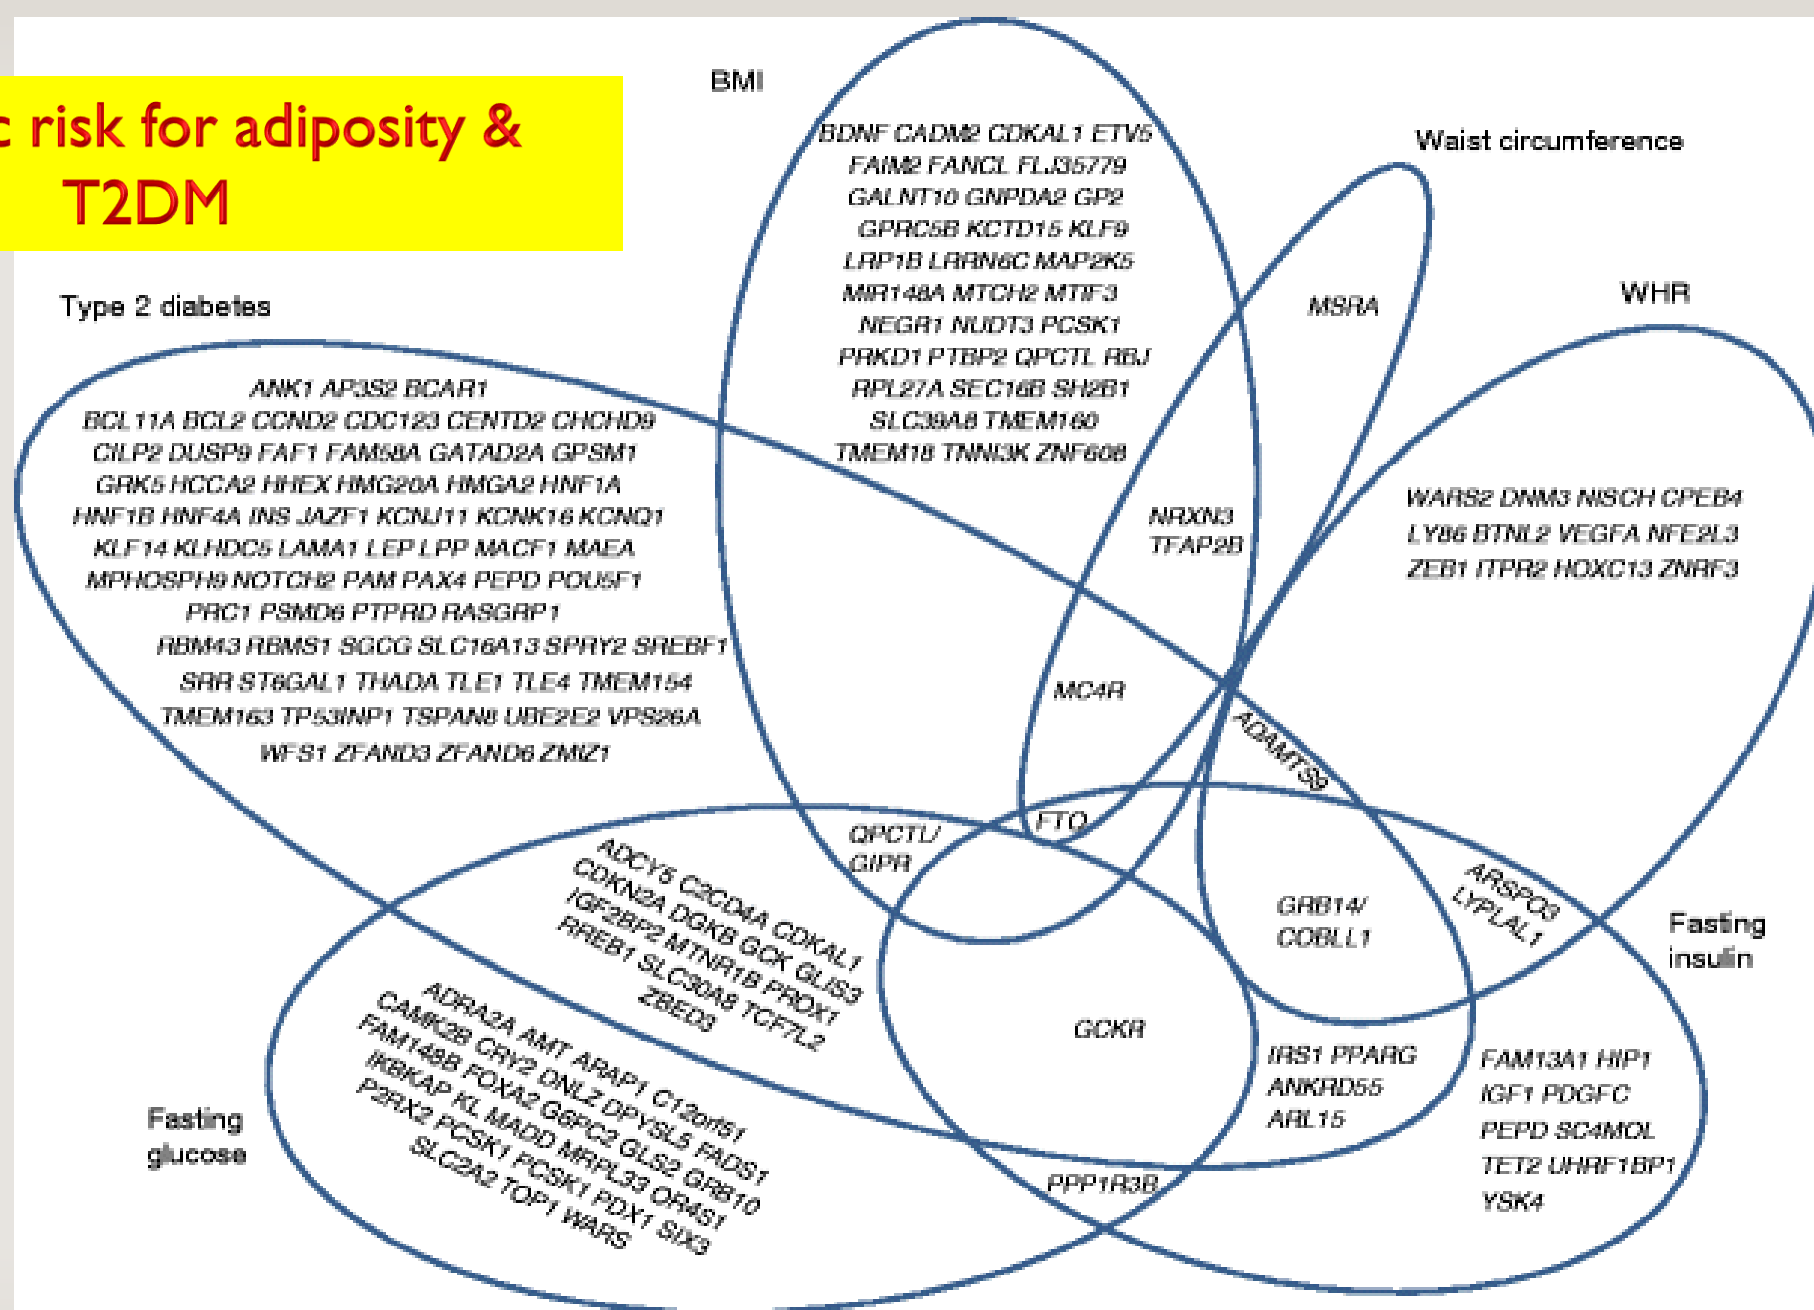 c risk for adiposity &
T2DM
BMI
Waist circumference
WHR
Type 2 diabetes
BDNF CADM2 CDKAL1 ETV5
FAIM2 FANCL FLJ35779
GALNT10 GNPDA2 GP2
GPRC5B KCTD15 KLF9
LRP1B LRRN6C MAP2K5
MIR148A MTCH2 MTIF3
NEGR1 NUDT3 PCSK1
PRKD1 PTBP2 QPCTL RBJ
RPL27A SEC16B SH2B1
SLC39A8 TMEM160
TMEM18 TNNI3K ZNF608
MSRA
ANK1 AP3S2 BCAR1
BCL11A BCL2 CCND2 CDC123 CENTD2 CHCHD9
CILP2 DUSP9 FAF1 FAM58A GATAD2A GPSM1
GRK5 HCCA2 HHEX HMG20A HMGA2 HNF1A
HNF1B HNF4A INS JAZF1 KCNJ11 KCNK16 KCNQ1
KLF14 KLHDC5 LAMA1 LEP LPP MACF1 MAEA
MPHOSPH9 NOTCH2 PAM PAX4 PEPD POU5F1
PRC1 PSMD6 PTPRD RASGRP1
RBM43 RBMS1 SGCG SLC16A13 SPRY2 SREBF1
SRR ST6GAL1 THADA TLE1 TLE4 TMEM154
TMEM163 TP53INP1 TSPAN8 UBE2E2 VPS26A
WFS1 ZFAND3 ZFAND6 ZMIZ1
NRXN3
TFAP2B
WARS2 DNM3 NISCH CPEB4
LY86 BTNL2 VEGFA NFE2L3
ZEB1 ITPR2 HOXC13 ZNRF3
MC4R
ADAMTS9
FTO
QPCTL/
GIPR
ADCY5 C2CD4A CDKAL1
CDKN2A DGKB GCK GLIS3
IGF2BP2 MTNR1B PROX1
RREB1 SLC30A8 TCF7L2
ZBED3
GRB14/
COBLL1
ARSPO3
LYPLAL1
Fasting
insulin
GCKR
IRS1 PPARG
ANKRD55
ARL15
FAM13A1 HIP1
IGF1 PDGFC
PEPD SC4MOL
TET2 UHRF1BP1
YSK4
ADRA2A AMT ARAP1 C12orf51
CAMK2B CRY2 DNLZ DPYSL5 FADS1
FAM148B FOXA2 G6PC2 GLS2 GRB10
IKBKAP KL MADD MRPL33 OR4S1
P2RX2 PCSK1 PCSK1 PDX1 SIX3
SLC2A2 TOP1 WARS
Fasting
glucose
PPP1R3B